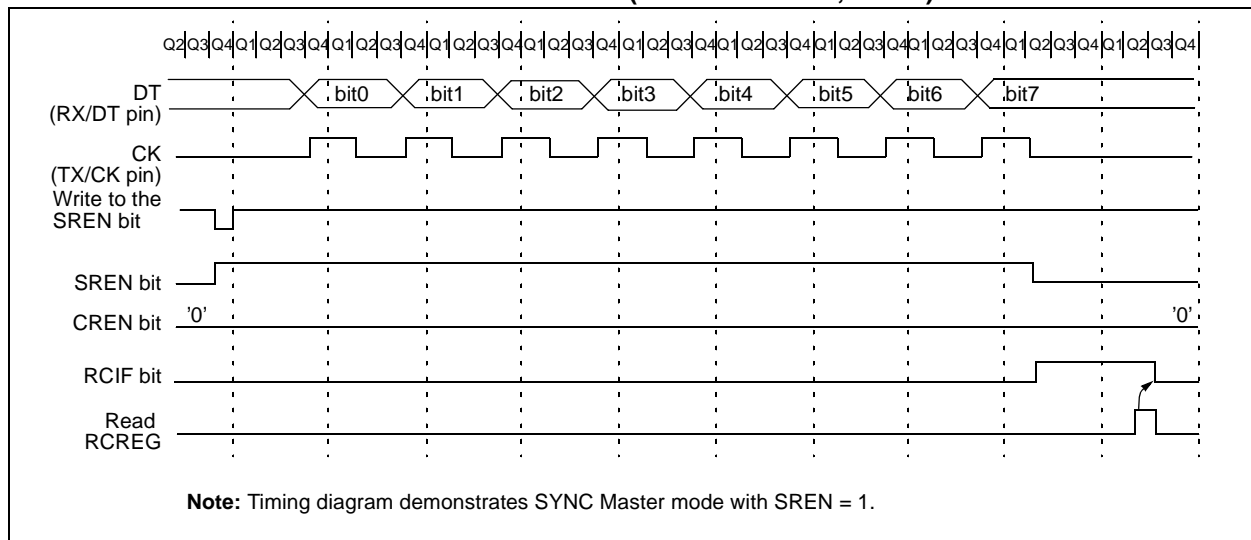 Q2 Q3 Q4 Q1 Q2 Q3 Q4 Q1 Q2 Q3 Q4 Q1 Q2 Q3 Q4 Q1 Q2 Q3 Q4 Q1 Q2 Q3 Q4 Q1 Q2 Q3 Q4 Q1 Q2 Q3 Q4 Q1 Q2 Q3 Q4 Q1 Q2 Q3 Q4 Q1 Q2 Q3 Q4
DT
(RX/DT pin)
bit0 bit1 bit2 bit3 bit4 bit5 bit6 bit7
CK
(TX/CK pin)
Write to the
SREN bit
SREN bit
CREN bit '0' '0'
RCIF bit
Read
RCREG
Note: Timing diagram demonstrates SYNC Master mode with SREN = 1.